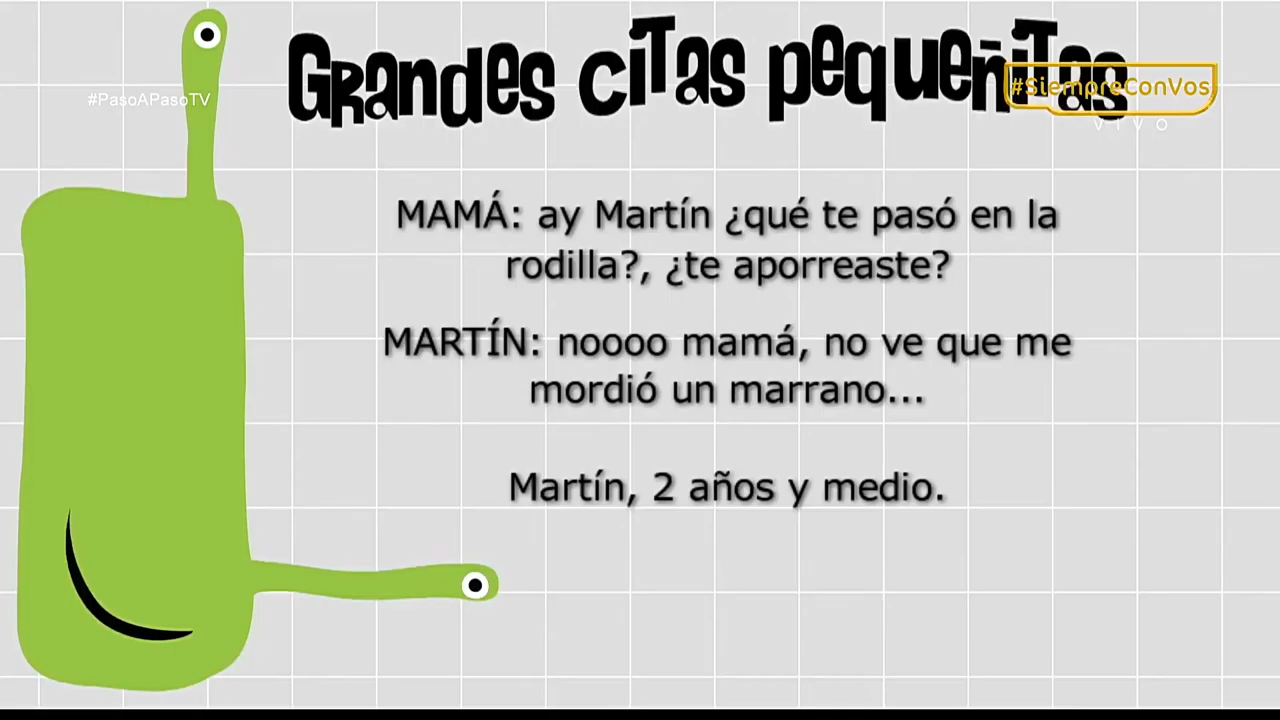 Grandes citas pequeñitas
#PasoAPasoTV
#SiempreConVos
VIVO
MAMÁ: ay Martín ¿qué te pasó en la
rodilla?, ¿te aporreaste?
MARTÍN: noooo mamá, no ve que me
mordió un marrano...
Martín, 2 años y medio.